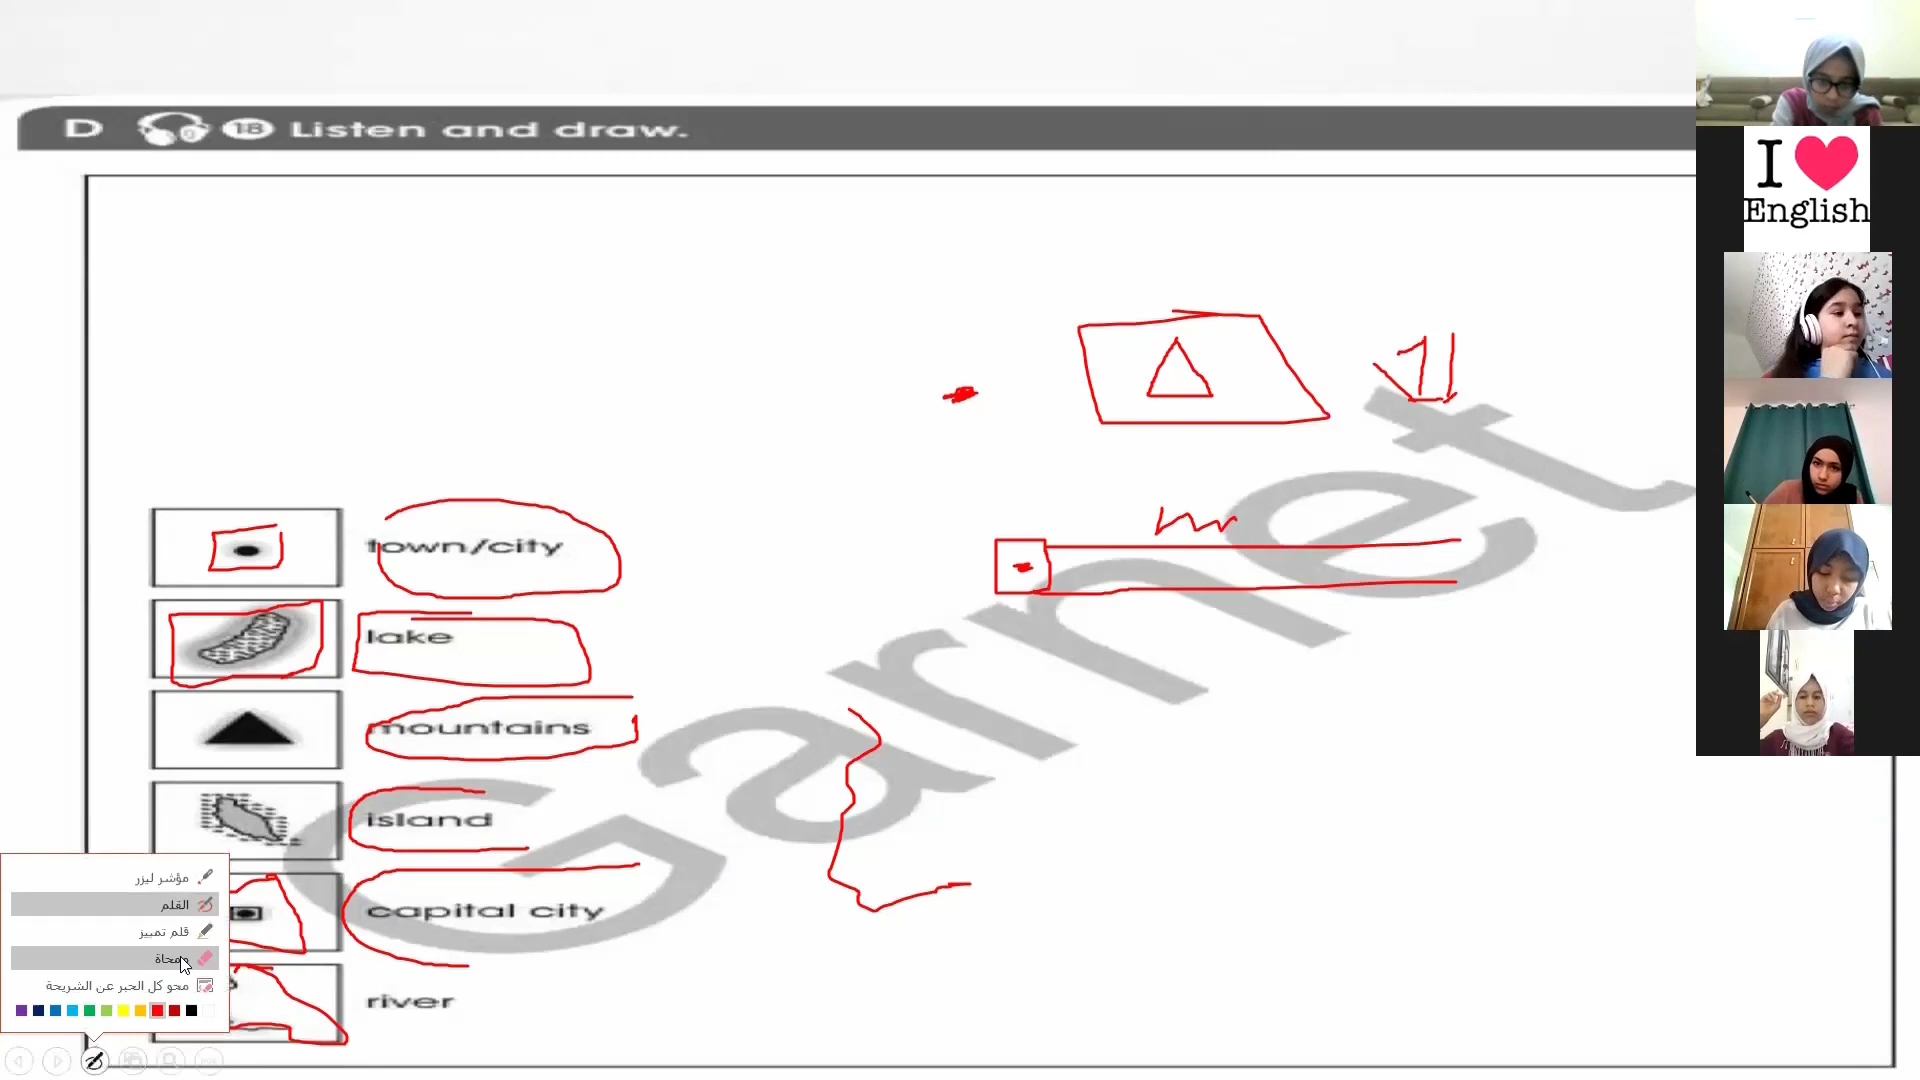 D 18 Listen and draw.
I
English
town/city
lake
mountains
island
capital city
river
Garnet
مؤشر ليزر
القلم
قلم تمييز
ممحاة
محو كل الحبر عن الشريحة